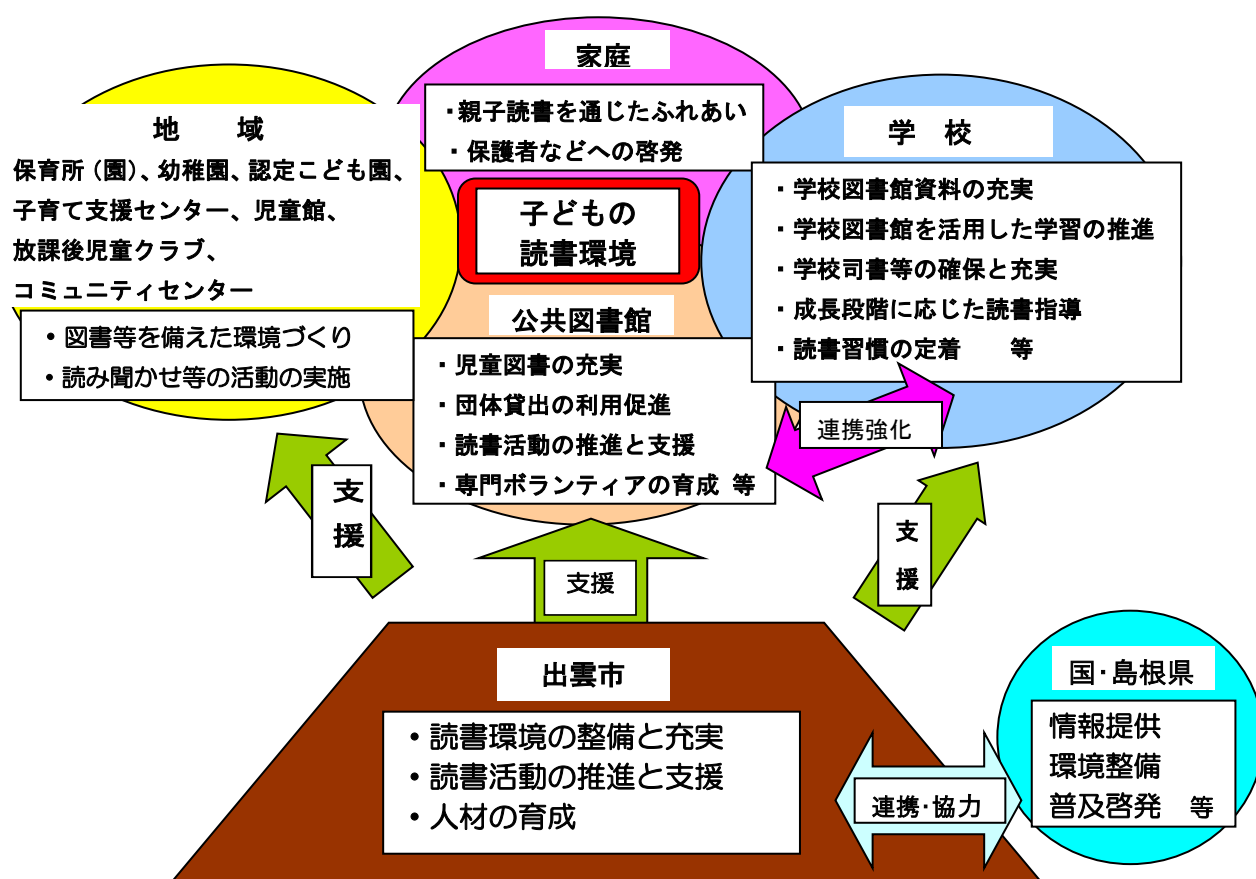 家庭
・親子読書を通じたふれあい
・保護者などへの啓発
地　域
保育所（園）、幼稚園、認定こども園、
子育て支援センター、児童館、
放課後児童クラブ、
コミュニティセンター
・図書等を備えた環境づくり
・読み聞かせ等の活動の実施
子どもの
読書環境
学　校
・学校図書館資料の充実
・学校図書館を活用した学習の推進
・学校司書等の確保と充実
・成長段階に応じた読書指導
・読書習慣の定着　　等
公共図書館
・児童図書の充実
・団体貸出の利用促進
・読書活動の推進と支援
・専門ボランティアの育成 等
連携強化
支
援
支援
支
援
出雲市
・読書環境の整備と充実
・読書活動の推進と支援
・人材の育成
連携・協力
国・島根県
情報提供
環境整備
普及啓発　等